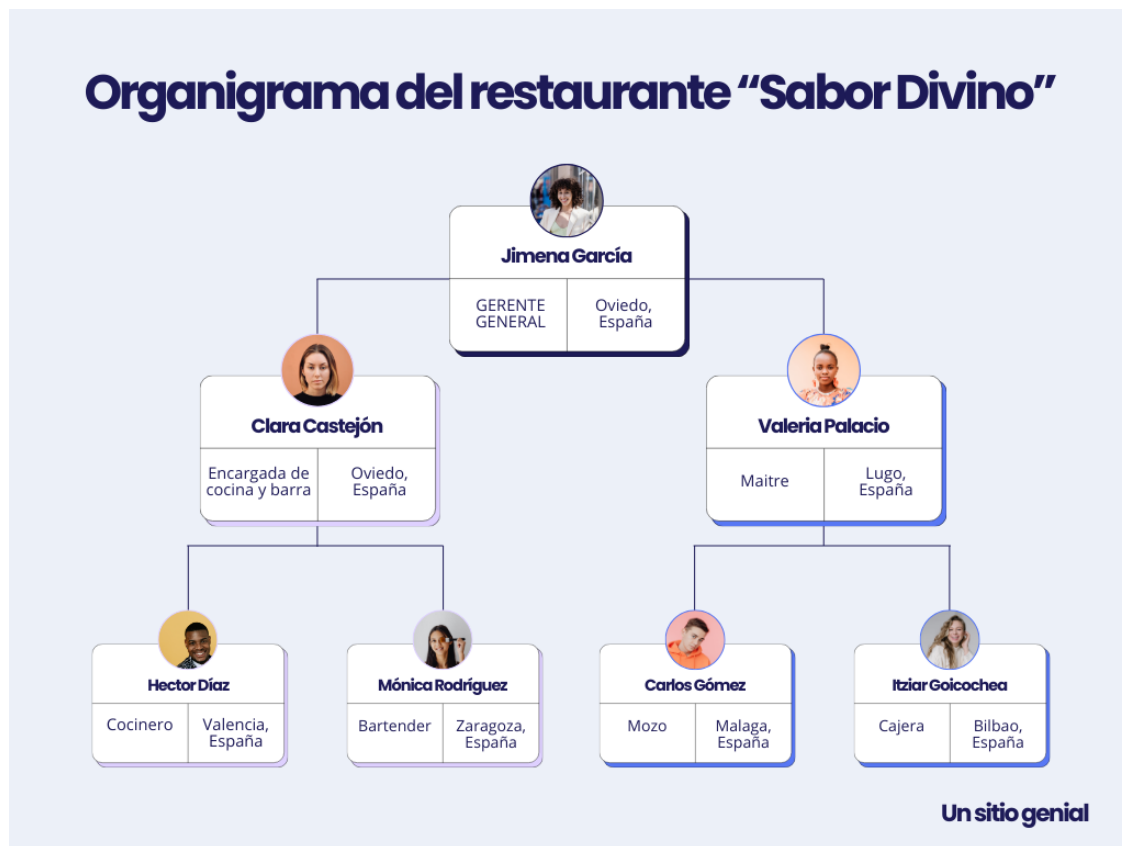 Organigrama del restaurante “Sabor Divino”
Jimena García
GERENTE
GENERAL
Oviedo,
España
Clara Castejón
Encargada de
cocina y barra
Oviedo,
España
Valeria Palacio
Maitre
Lugo,
España
Hector Díaz
Cocinero
Valencia,
España
Mónica Rodríguez
Bartender
Zaragoza,
España
Carlos Gómez
Mozo
Malaga,
España
Itziar Goicochea
Cajera
Bilbao,
España
Un sitio genial